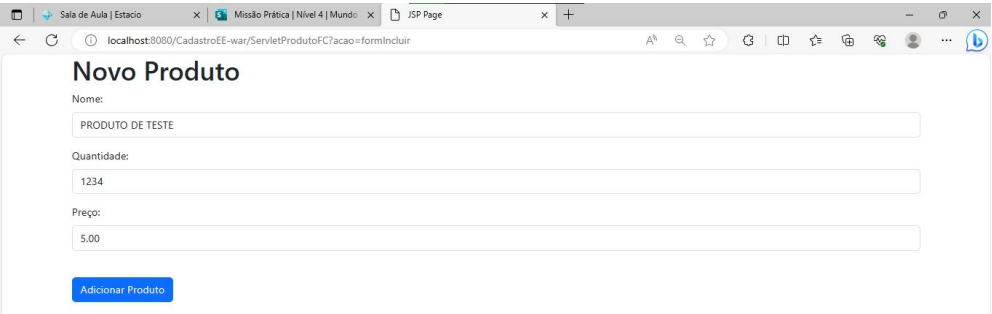 Sala de Aula | Estacio
Missão Prática | Nível 4 | Mundo
JSP Page
localhost:8080/CadastroEE-war/ServletProdutoFC?acao=formIncluir
Novo Produto
Nome:
PRODUTO DE TESTE
Quantidade:
1234
Preço:
5.00
Adicionar Produto